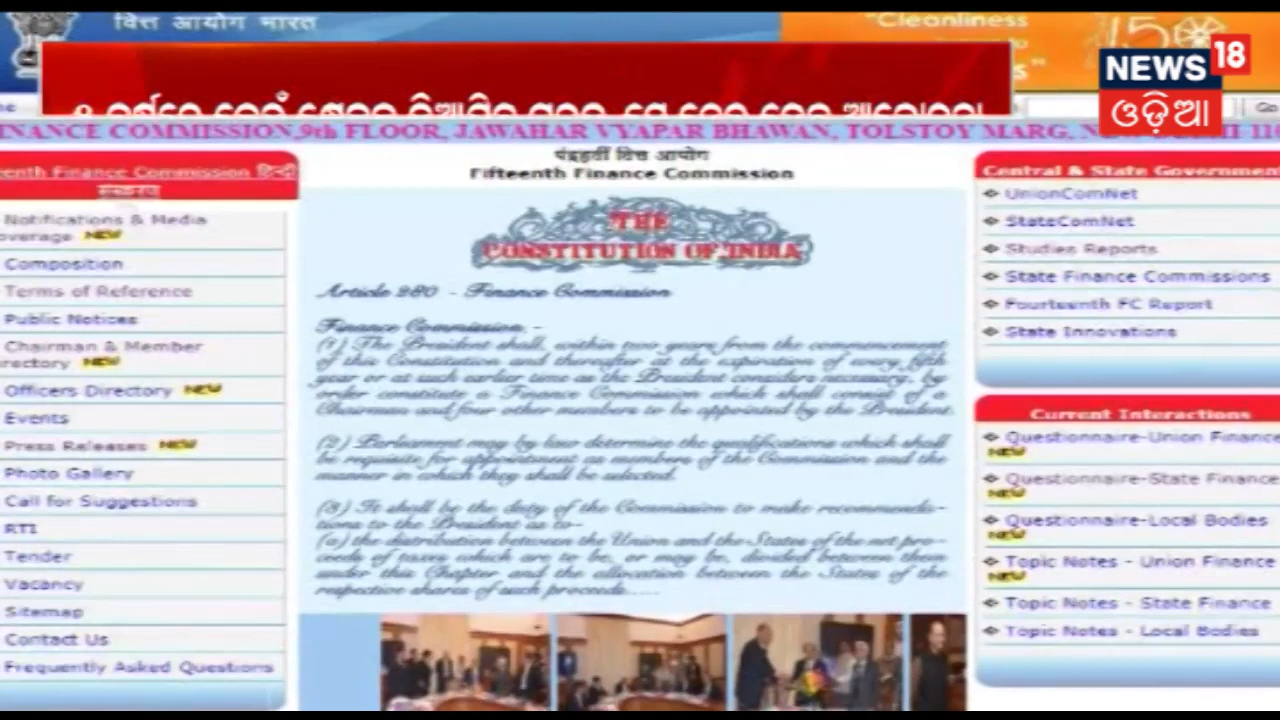 वित्त आयोग भारत
"Cleanliness
NEWS 18
ଓଡ଼ିଆ
FINANCE COMMISSION,9th FLOOR, JAWAHAR VYAPAR BHAWAN, TOLSTOY MARG,
पंद्रहवाँ वित्त आयोग
Fifteenth Finance Commission
Finance Commission हिन्दी
संस्करण
Notifications & Media
NEW
Composition
Terms of Reference
Public Notices
Chairman & Member
NEW
Officers Directory NEW
Events
Press Releases NEW
Photo Gallery
Call for Suggestions
RTI
Tender
Vacancy
Sitemap
Contact Us
Frequently Asked Questions
THE
CONSTITUTION OF INDIA
Article 280 - Finance Commission
Finance Commission. -
(1) The President shall, within two years from the commencement
of this Constitution and thereafter at the expiration of every fifth
year or at such earlier time as the President considers necessary, by
order constitute a Finance Commission which shall consist of a
Chairman and four other members to be appointed by the President.
(2) Parliament may by law determine the qualifications which shall
be requisite for appointment as members of the Commission and the
manner in which they shall be selected.
(3) It shall be the duty of the Commission to make recommenda-
tions to the President as to-
(a) the distribution between the Union and the States of the net pro-
ceeds of taxes which are to be, or may be, divided between them
under this Chapter and the allocation between the States of the
respective shares of such proceeds.....
Central & State Government
UnionComNet
StateComNet
Studies Reports
State Finance Commissions
Fourteenth FC Report
State Innovations
Current Interactions
Questionnaire-Union Finance
NEW
Questionnaire-State Finance
NEW
Questionnaire-Local Bodies
NEW
Topic Notes - Union Finance
NEW
Topic Notes - State Finance
Topic Notes - Local Bodies